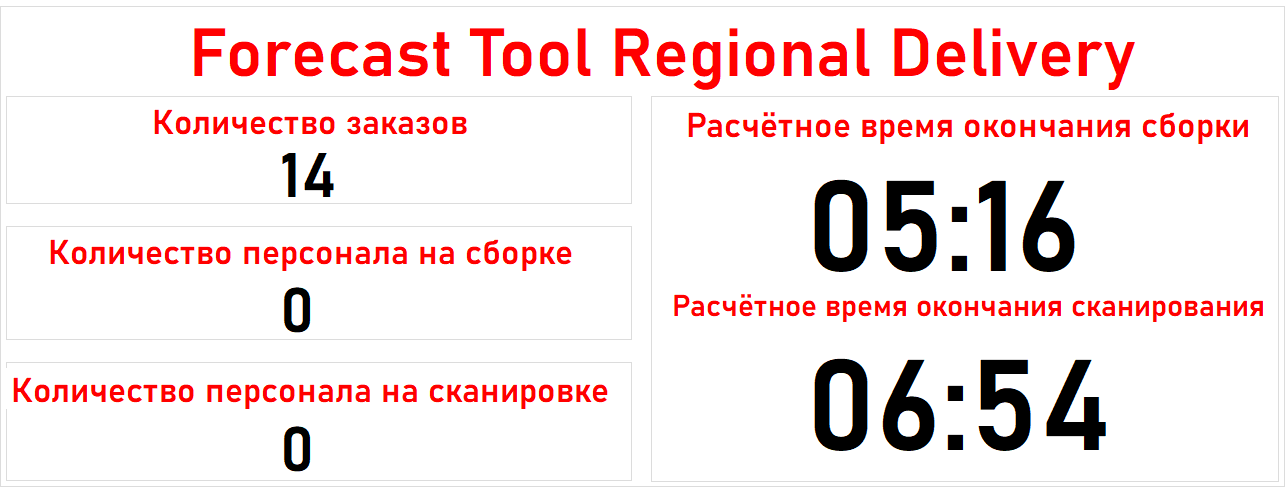 Forecast Tool Regional Delivery
Количество заказов
14
Количество персонала на сборке
0
Количество персонала на сканировке
0
Расчётное время окончания сборки
05:16
Расчётное время окончания сканирования
06:54